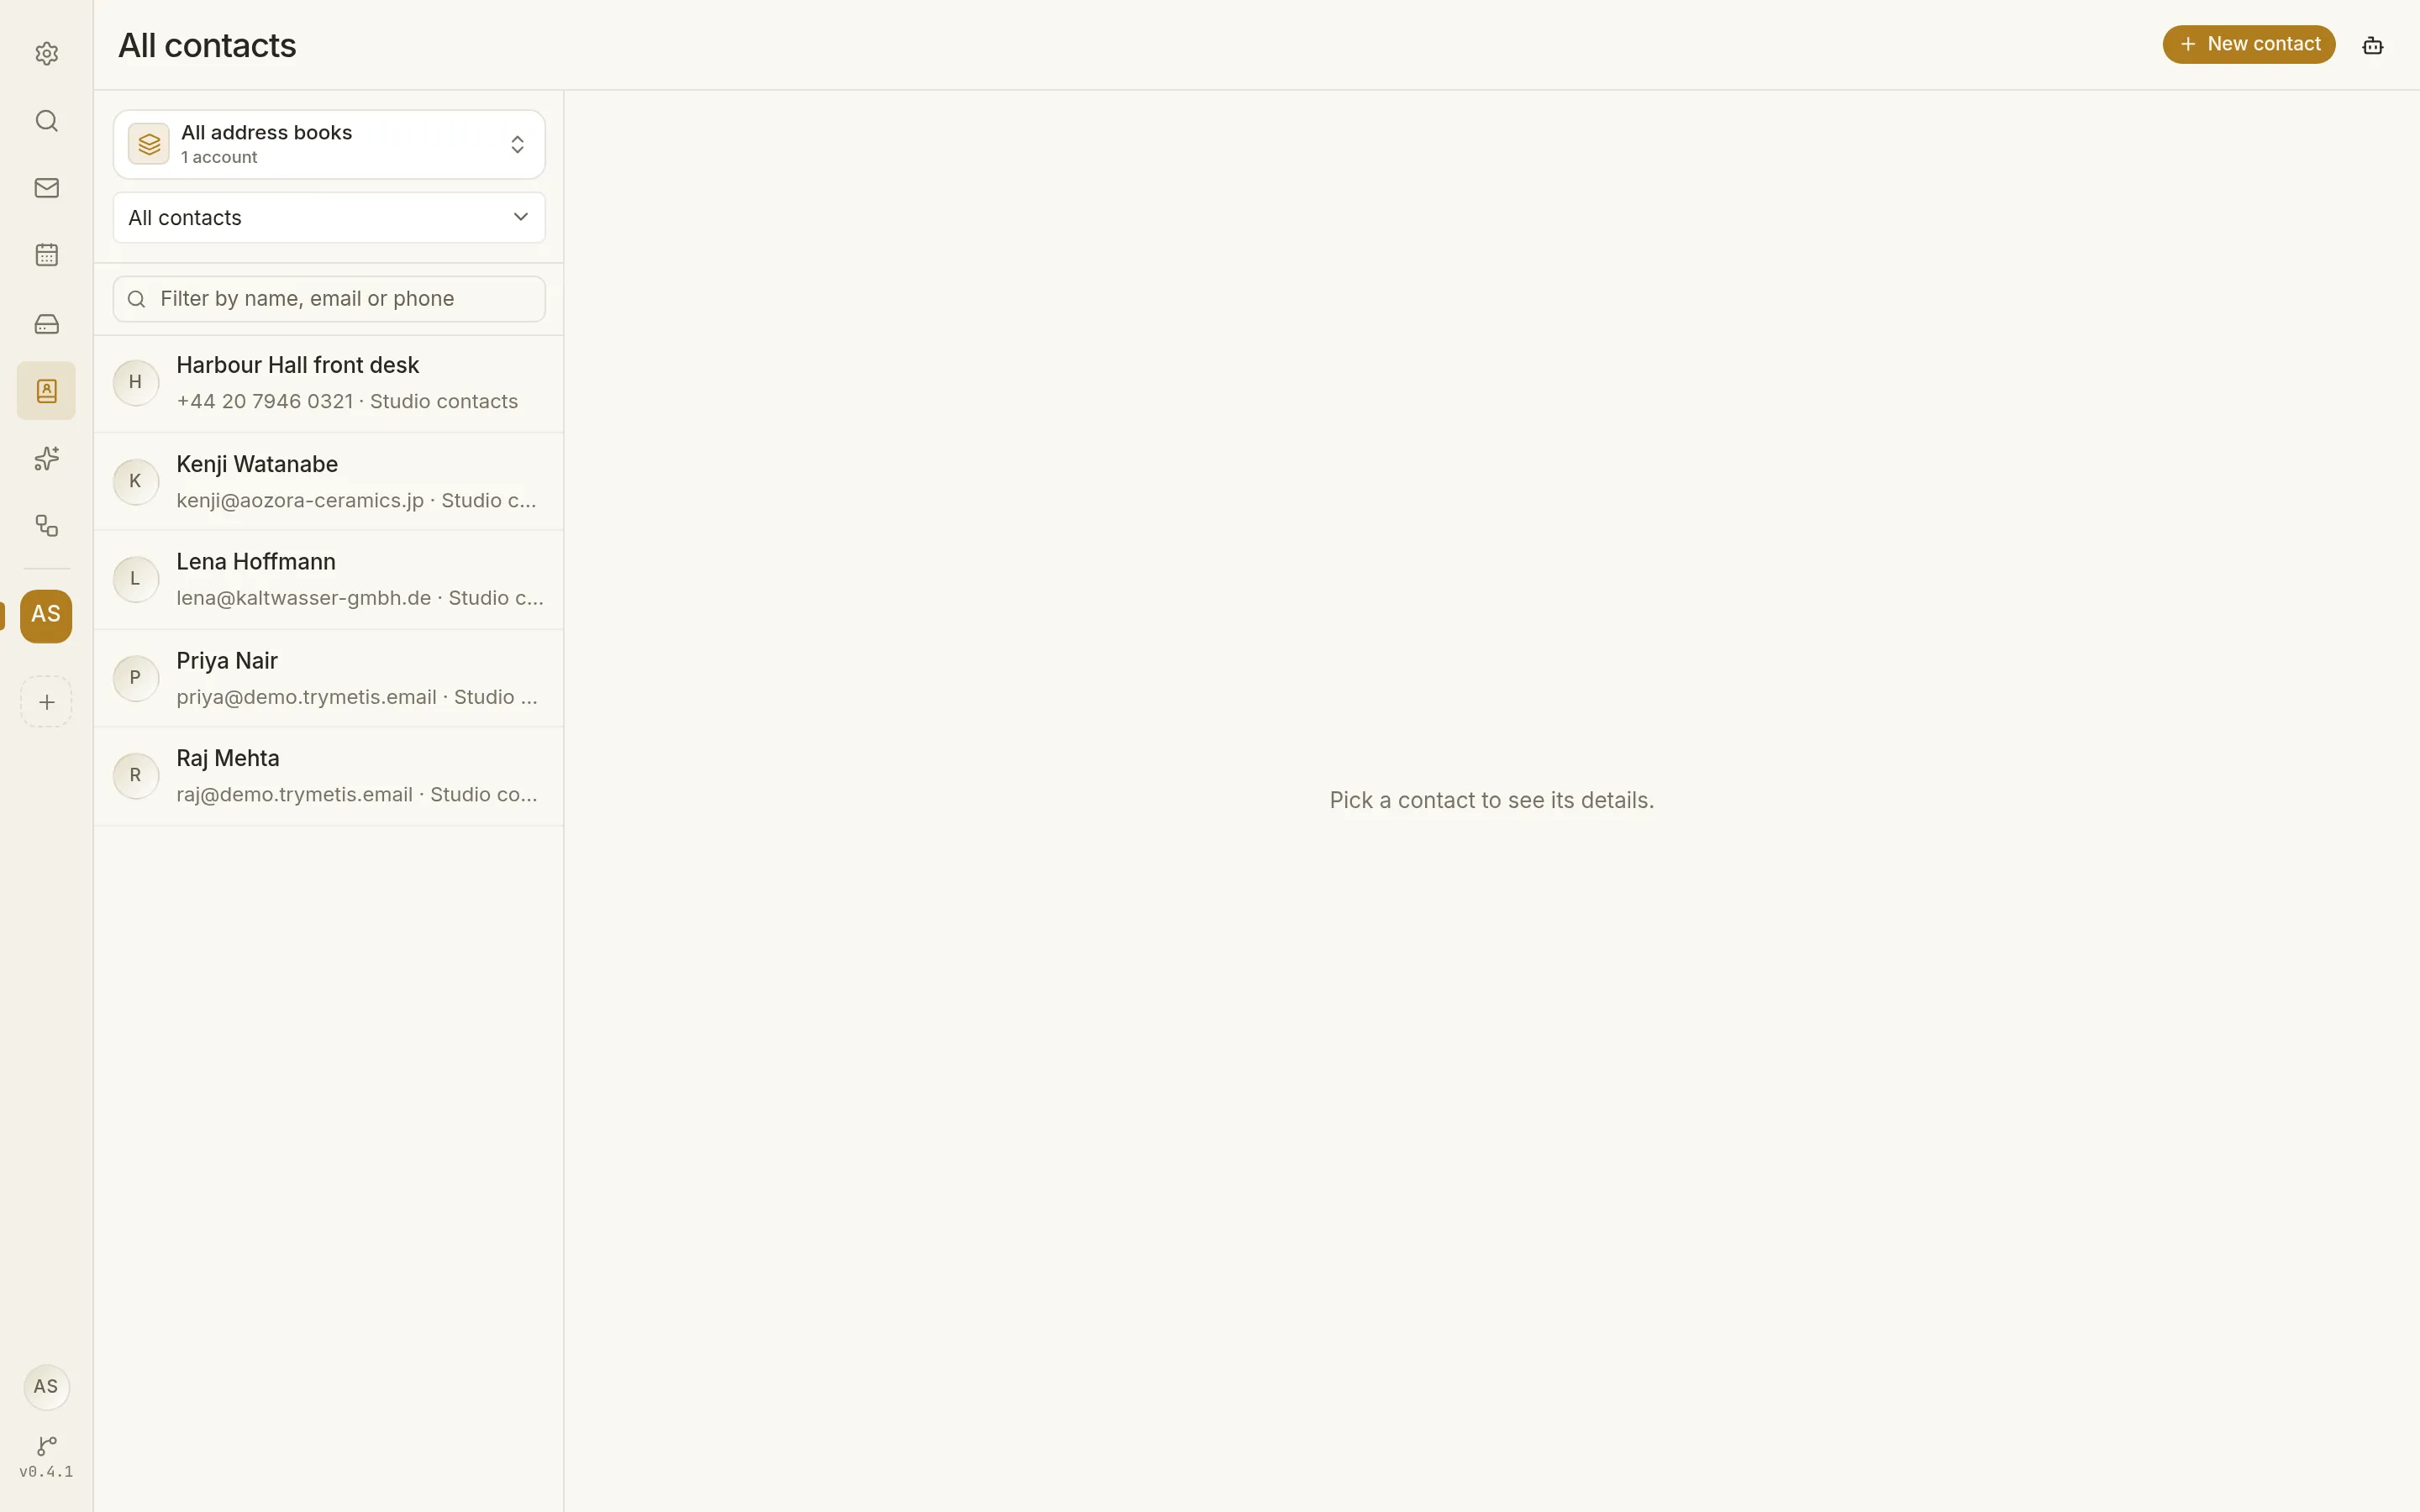 All contacts
New contact
All address books
1 account
All contacts
Filter by name, email or phone
H
Harbour Hall front desk
+44 20 7946 0321 · Studio contacts
K
Kenji Watanabe
kenji@aozora-ceramics.jp · Studio c...
L
Lena Hoffmann
lena@kaltwasser-gmbh.de · Studio c...
P
Priya Nair
priya@demo.trymetis.email · Studio ...
R
Raj Mehta
raj@demo.trymetis.email · Studio co...
Pick a contact to see its details.
AS
AS
v0.4.1